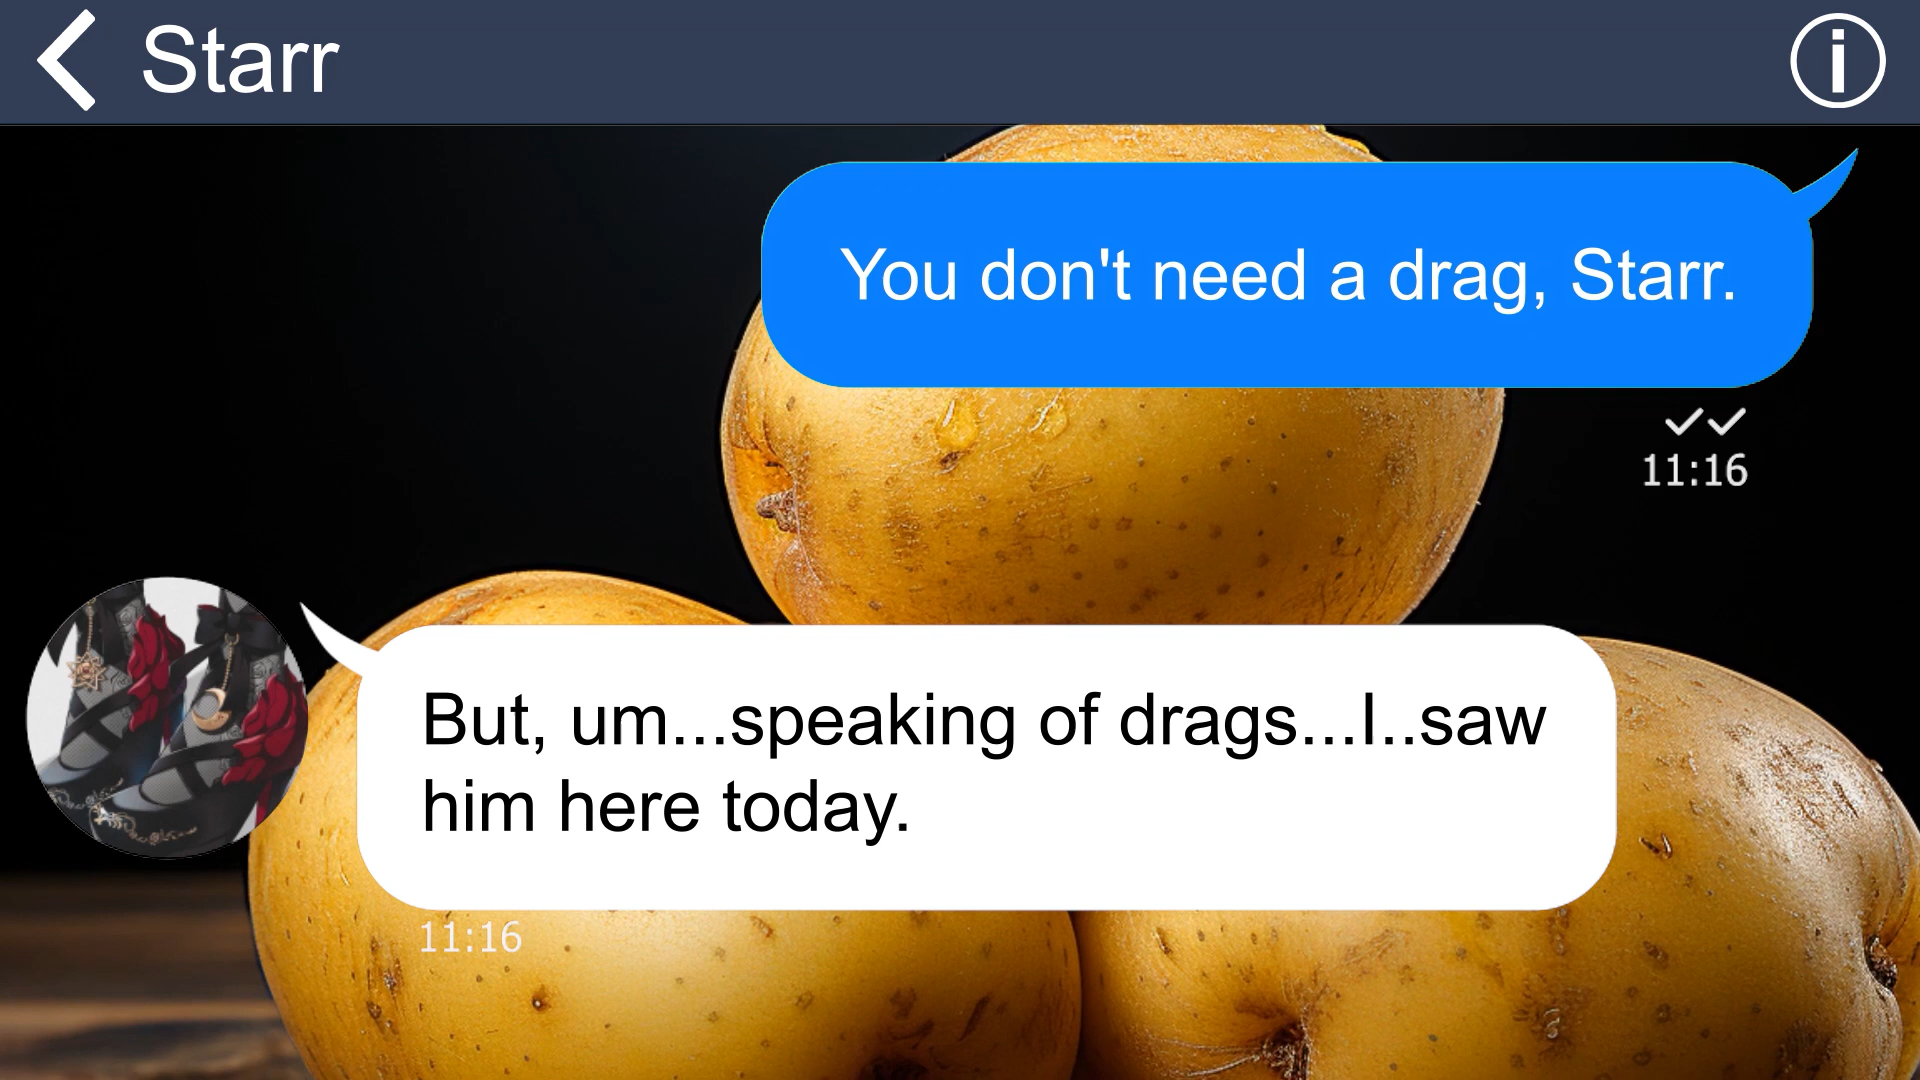 Starr
You don't need a drag, Starr.
11:16
But, um...speaking of drags...I..saw
him here today.
11:16